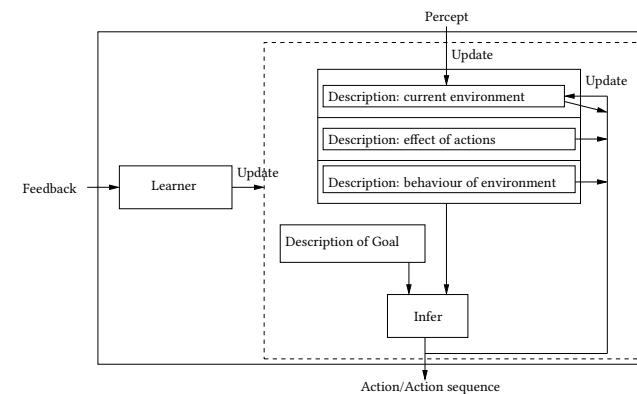 Percept
Update
Update
Description: current environment
Description: effect of actions
Description: behaviour of environment
Update
Learner
Feedback
Description of Goal
Infer
Action/Action sequence